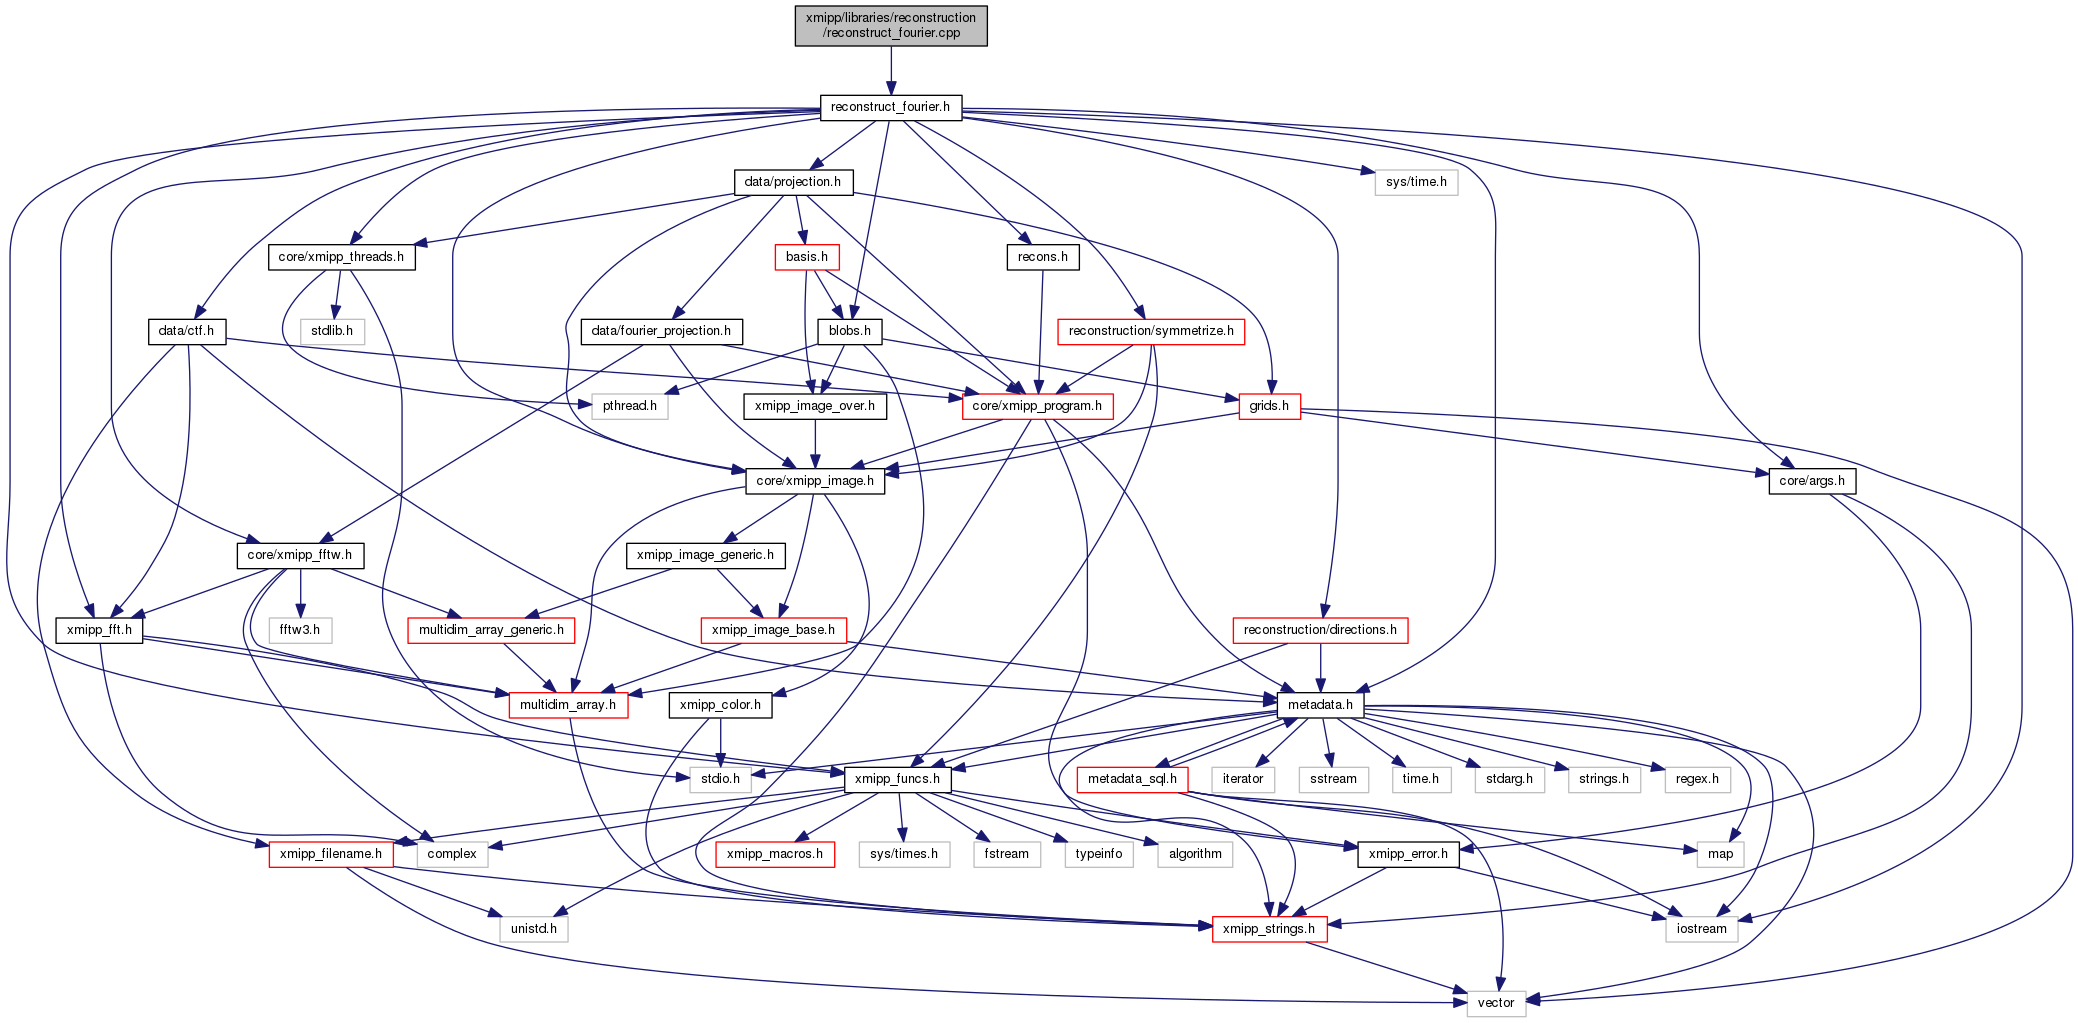 xmipp/libraries/reconstruction
/reconstruct_fourier.cpp
reconstruct_fourier.h
data/projection.h
sys/time.h
core/xmipp_threads.h
basis.h
recons.h
data/ctf.h
stdlib.h
data/fourier_projection.h
blobs.h
reconstruction/symmetrize.h
pthread.h
xmipp_image_over.h
core/xmipp_program.h
grids.h
core/xmipp_image.h
core/args.h
core/xmipp_fftw.h
xmipp_image_generic.h
xmipp_fft.h
fftw3.h
multidim_array_generic.h
xmipp_image_base.h
reconstruction/directions.h
multidim_array.h
xmipp_color.h
metadata.h
stdio.h
xmipp_funcs.h
metadata_sql.h
iterator
sstream
time.h
stdarg.h
strings.h
regex.h
xmipp_filename.h
complex
xmipp_macros.h
sys/times.h
fstream
typeinfo
algorithm
xmipp_error.h
map
unistd.h
xmipp_strings.h
iostream
vector